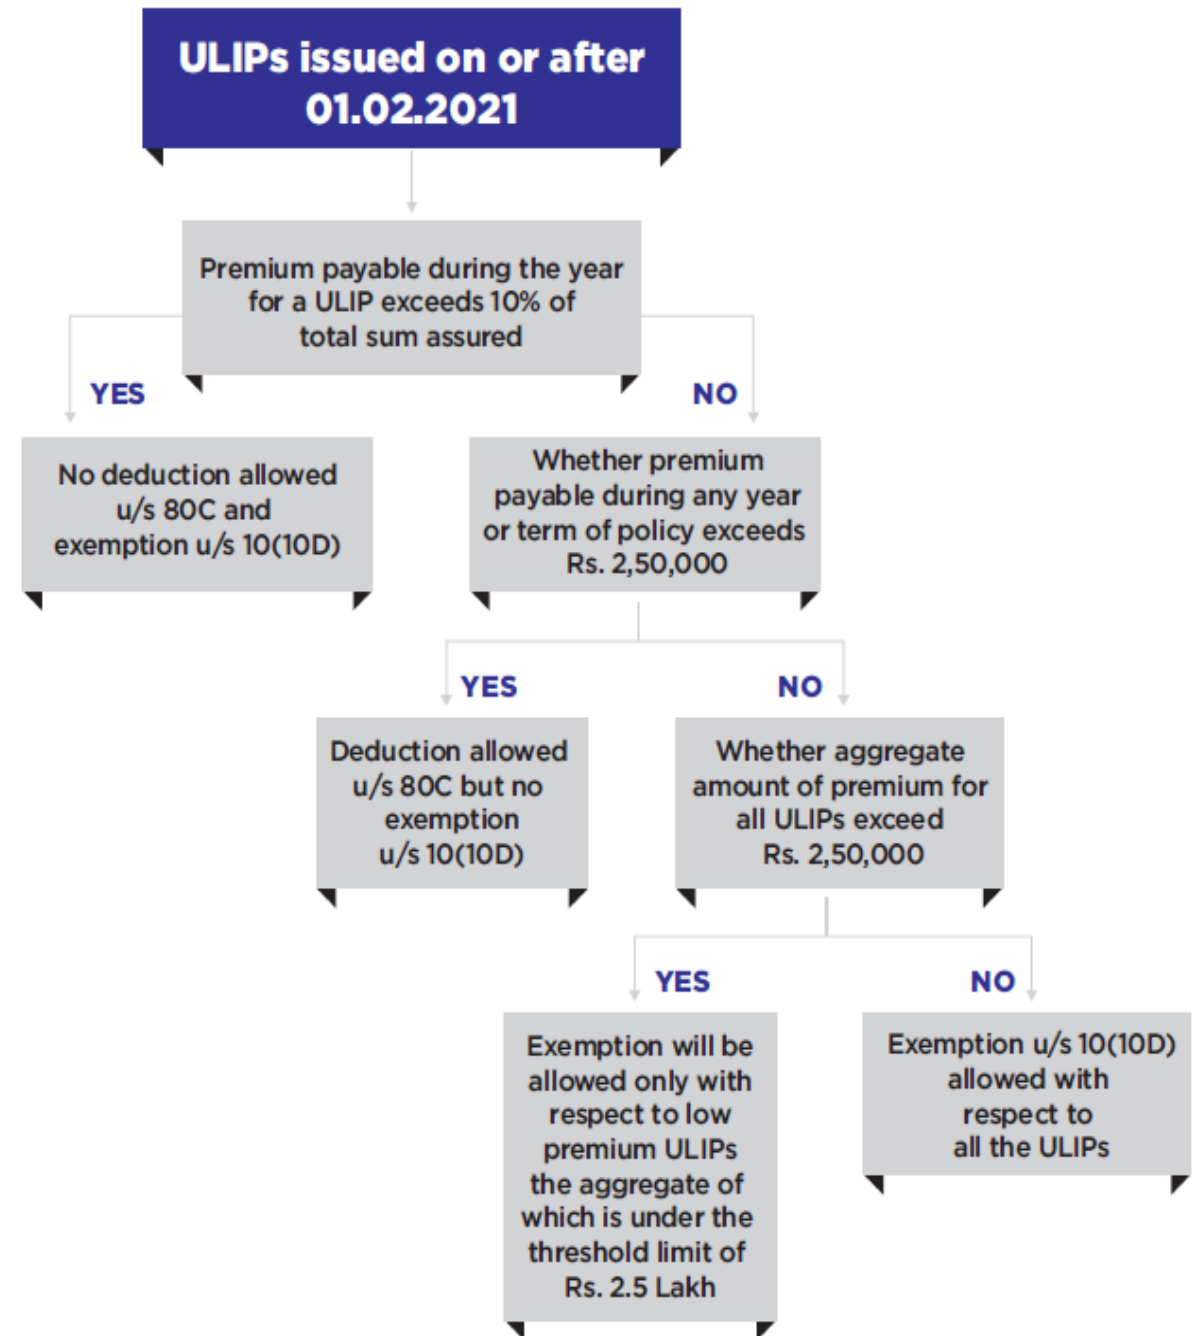 ULIPs issued on or after
01.02.2021
Premium payable during the year
for a ULIP exceeds 10% of
total sum assured
YES
NO
No deduction allowed
u/s 80C and
exemption u/s 10(10D)
Whether premium
payable during any year
or term of policy exceeds
Rs. 2,50,000
YES
NO
Deduction allowed
u/s 80C but no
exemption
u/s 10(10D)
Whether aggregate
amount of premium for
all ULIPs exceed
Rs. 2,50,000
YES
NO
Exemption will be
allowed only with
respect to low
premium ULIPs
the aggregate of
which is under the
threshold limit of
Rs. 2.5 Lakh
Exemption u/s 10(10D)
allowed with
respect to
all the ULIPs